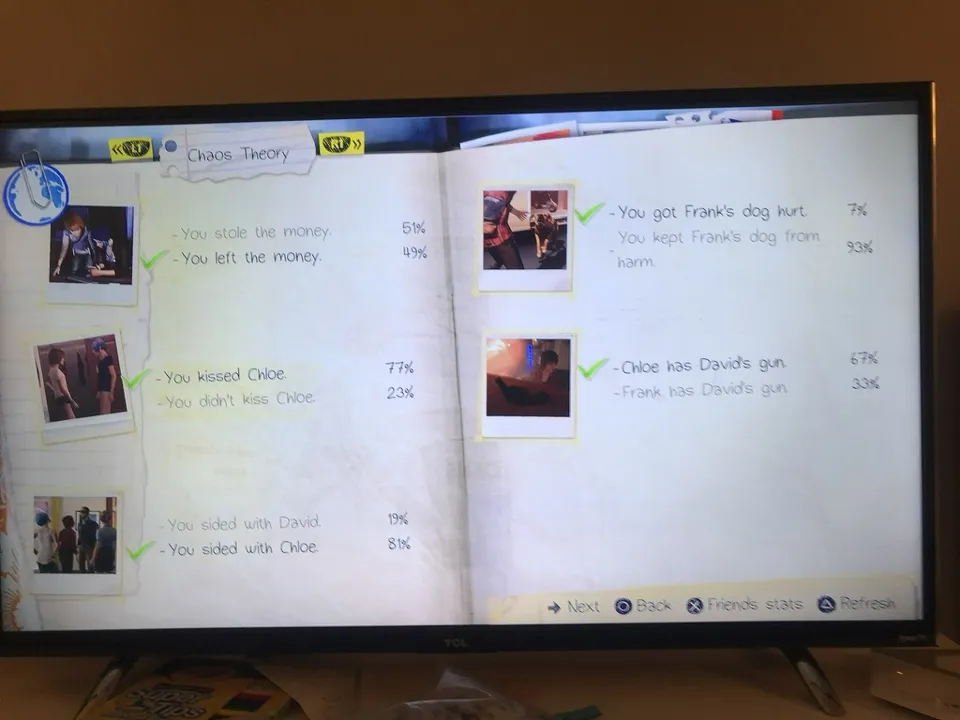 Chaos Theory
R1
- You stole the money. 51%
- You left the money. 49%
- You kissed Chloe. 77%
- You didn't kiss Chloe. 23%
- You sided with David. 19%
- You sided with Chloe. 81%
- You got Frank's dog hurt. 7%
- You kept Frank's dog from
harm. 93%
- Chloe has David's gun. 67%
- Frank has David's gun. 33%
Next Back Friends stats Refresh
TCL
Super
Tips